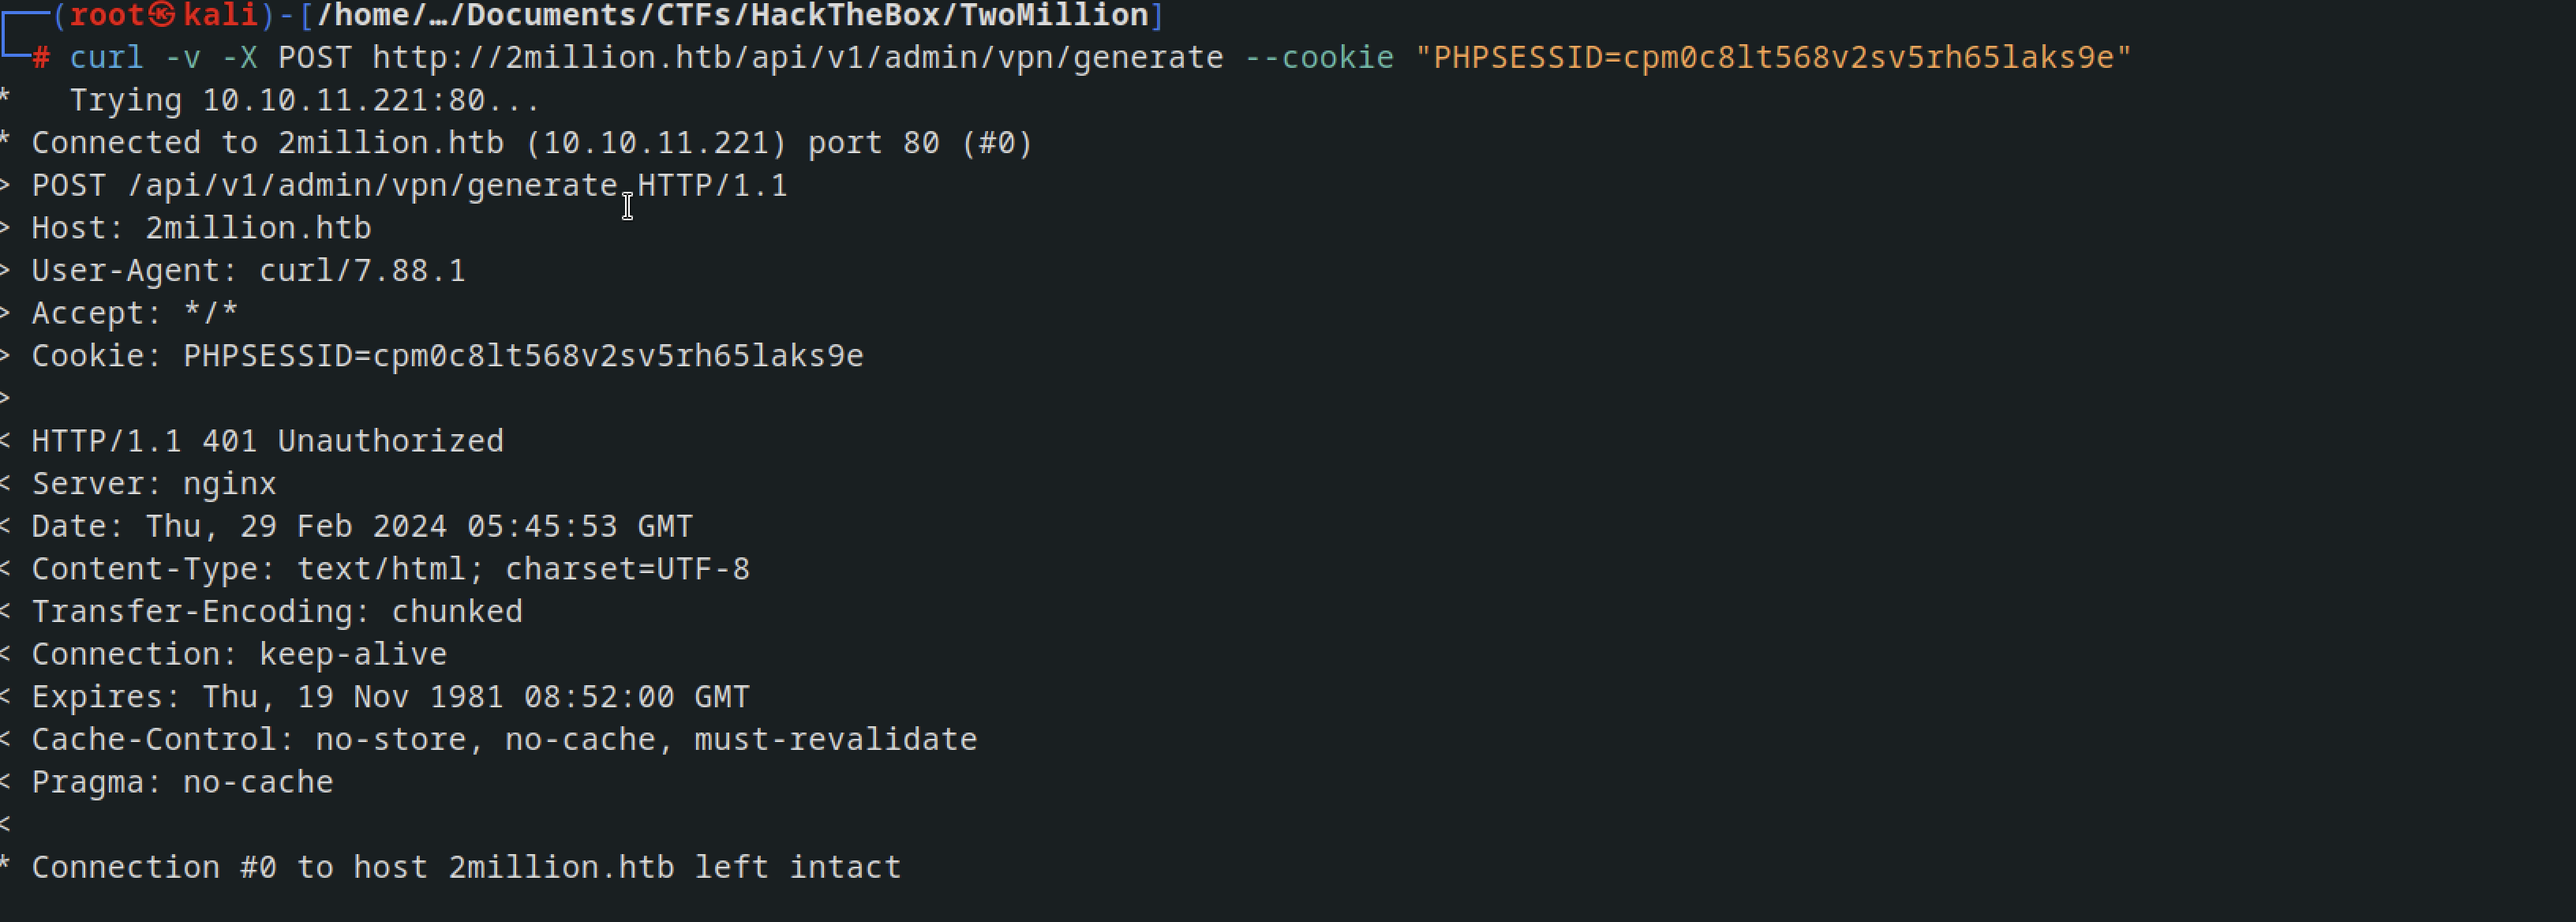 ┌──(root㉿kali)-[/home/…/Documents/CTFs/HackTheBox/TwoMillion]
└─# curl -v -X POST http://2million.htb/api/v1/admin/vpn/generate --cookie "PHPSESSID=cpm0c8lt568v2sv5rh65laks9e"
*   Trying 10.10.11.221:80...
* Connected to 2million.htb (10.10.11.221) port 80 (#0)
> POST /api/v1/admin/vpn/generate HTTP/1.1
> Host: 2million.htb
> User-Agent: curl/7.88.1
> Accept: */*
> Cookie: PHPSESSID=cpm0c8lt568v2sv5rh65laks9e
>
< HTTP/1.1 401 Unauthorized
< Server: nginx
< Date: Thu, 29 Feb 2024 05:45:53 GMT
< Content-Type: text/html; charset=UTF-8
< Transfer-Encoding: chunked
< Connection: keep-alive
< Expires: Thu, 19 Nov 1981 08:52:00 GMT
< Cache-Control: no-store, no-cache, must-revalidate
< Pragma: no-cache
<
* Connection #0 to host 2million.htb left intact